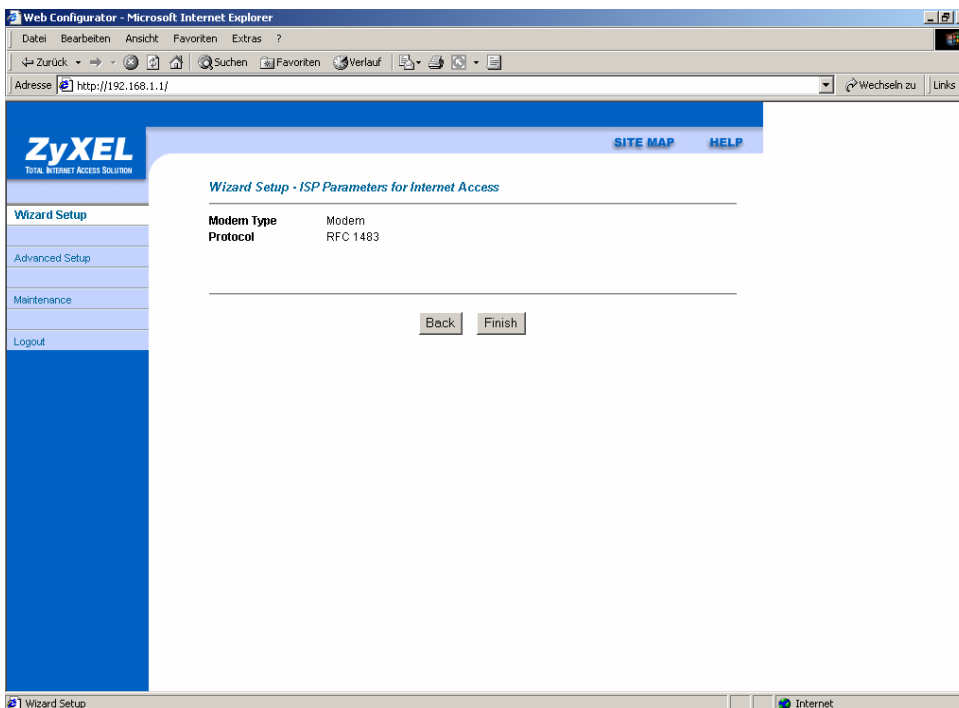 Web Configurator - Microsoft Internet Explorer
Datei Bearbeiten Ansicht Favoriten Extras ?
Zurück Suchen Favoriten Verlauf
Adresse http://192.168.1.1/ Wechseln zu Links
ZyXEL
TOTAL INTERNET ACCESS SOLUTION
SITE MAP HELP
Wizard Setup - ISP Parameters for Internet Access
Wizard Setup
Modem Type Modem
Protocol RFC 1483
Advanced Setup
Maintenance
Back Finish
Logout
Wizard Setup Internet